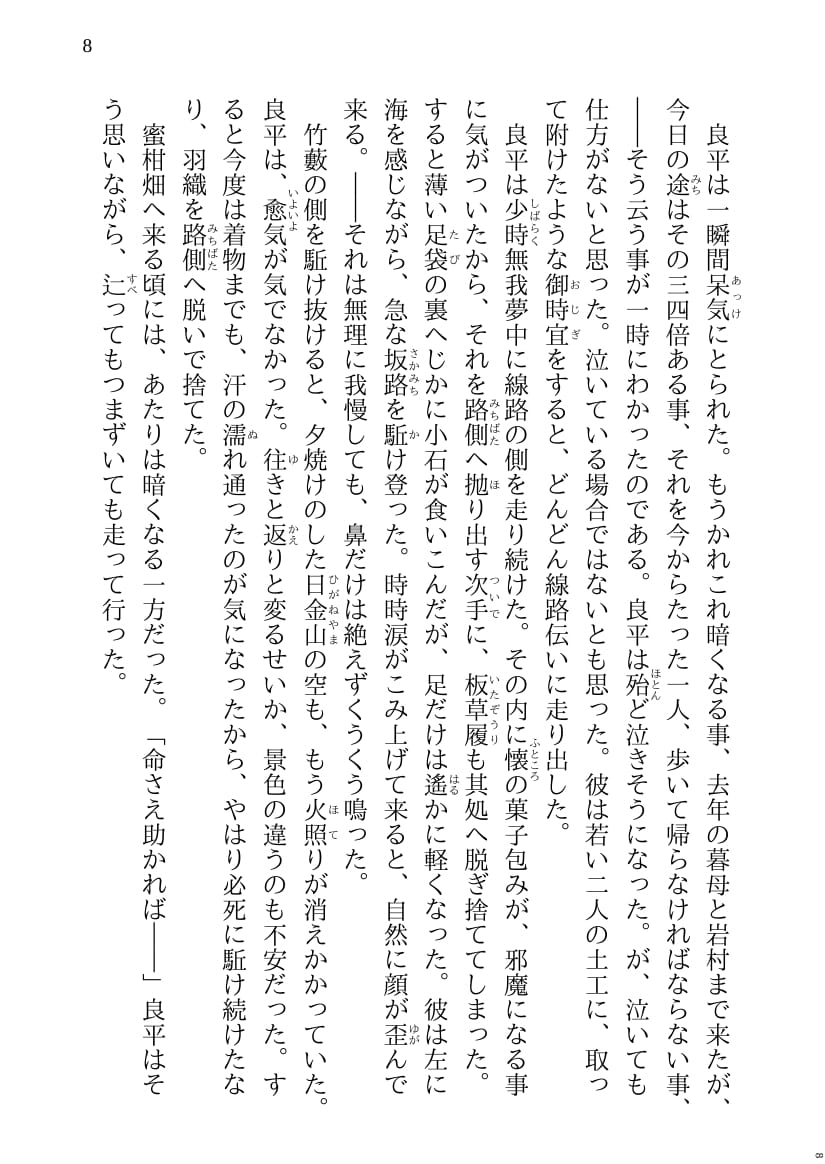 8
良平は一瞬間呆気にとられた。もうかれこれ暗くなる事、去年の暮母と岩村まで来たが、
今日の途はその三四倍ある事、それを今からたった一人、歩いて帰らなければならない事、
――そう云う事が一時にわかったのである。良平は殆ど泣きそうになった。が、泣いても
仕方がないと思った。泣いている場合ではないとも思った。彼は若い二人の土工に、取っ
て附けたような御時宜をすると、どんどん線路伝いに走り出した。
良平は少時無我夢中に線路の側を走り続けた。その内に懐の菓子包みが、邪魔になる事
に気がついたから、それを路側へ抛り出す次手に、板草履も其処へ脱ぎ捨ててしまった。
すると薄い足袋の裏へじかに小石が食いこんだが、足だけは遙かに軽くなった。彼は左に
海を感じながら、急な坂路を駈け登った。時時涙がこみ上げて来ると、自然に顔が歪んで
来る。――それは無理に我慢しても、鼻だけは絶えずくうくう鳴った。
竹藪の側を駈け抜けると、夕焼けのした日金山の空も、もう火照りが消えかかっていた。
良平は、愈気が気でなかった。往きと返りと変るせいか、景色の違うのも不安だった。す
ると今度は着物までも、汗の濡れ通ったのが気になったから、やはり必死に駈け続けたな
り、羽織を路側へ脱いで捨てた。
蜜柑畑へ来る頃には、あたりは暗くなる一方だった。「命さえ助かれば――」良平はそ
う思いながら、辷ってもつまずいても走って行った。
8